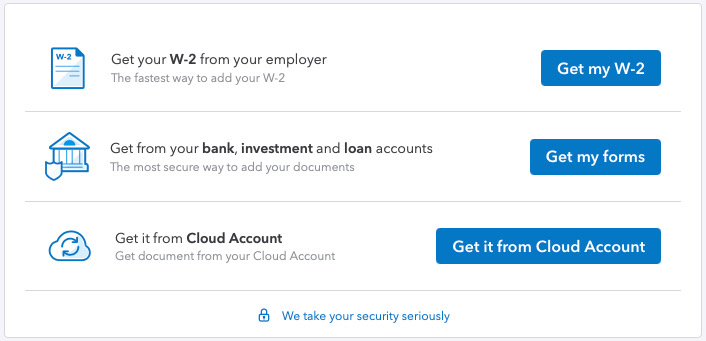 W-2
Get your W-2 from your employer
The fastest way to add your W-2
Get my W-2
Get from your bank, investment and loan accounts
The most secure way to add your documents
Get my forms
Get it from Cloud Account
Get document from your Cloud Account
Get it from Cloud Account
We take your security seriously